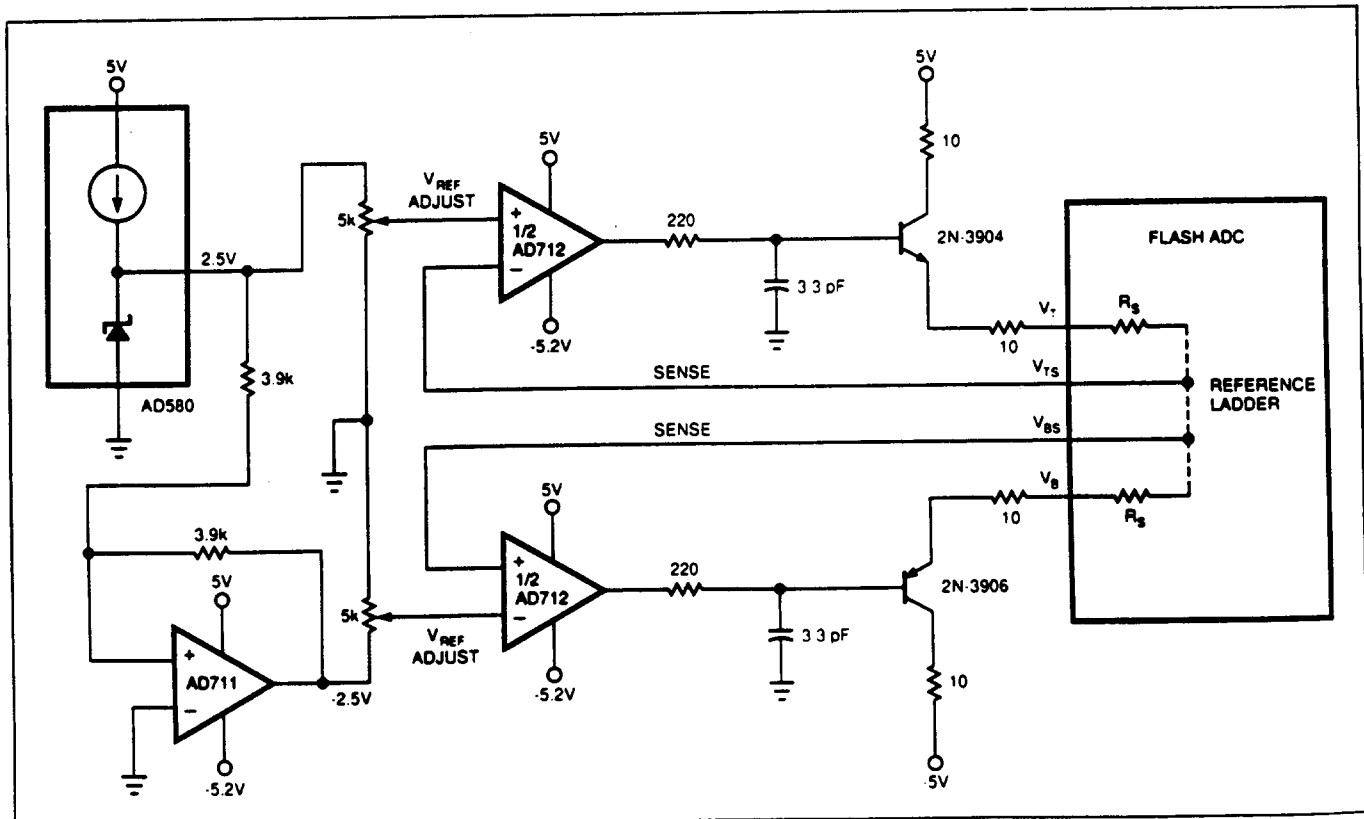 5V
2.5V
AD580
3.9k
5k
V_REF
ADJUST
5V
+
1/2
AD712
−
-5.2V
220
3 3 pF
5V
10
2N-3904
10
V_T
R_S
FLASH ADC
SENSE
V_TS
REFERENCE
LADDER
SENSE
V_BS
V_B
R_S
10
3.9k
5V
+
AD711
−
-5.2V
-2.5V
5k
V_REF
ADJUST
5V
+
1/2
AD712
−
-5.2V
220
3 3 pF
2N-3906
10
-5V